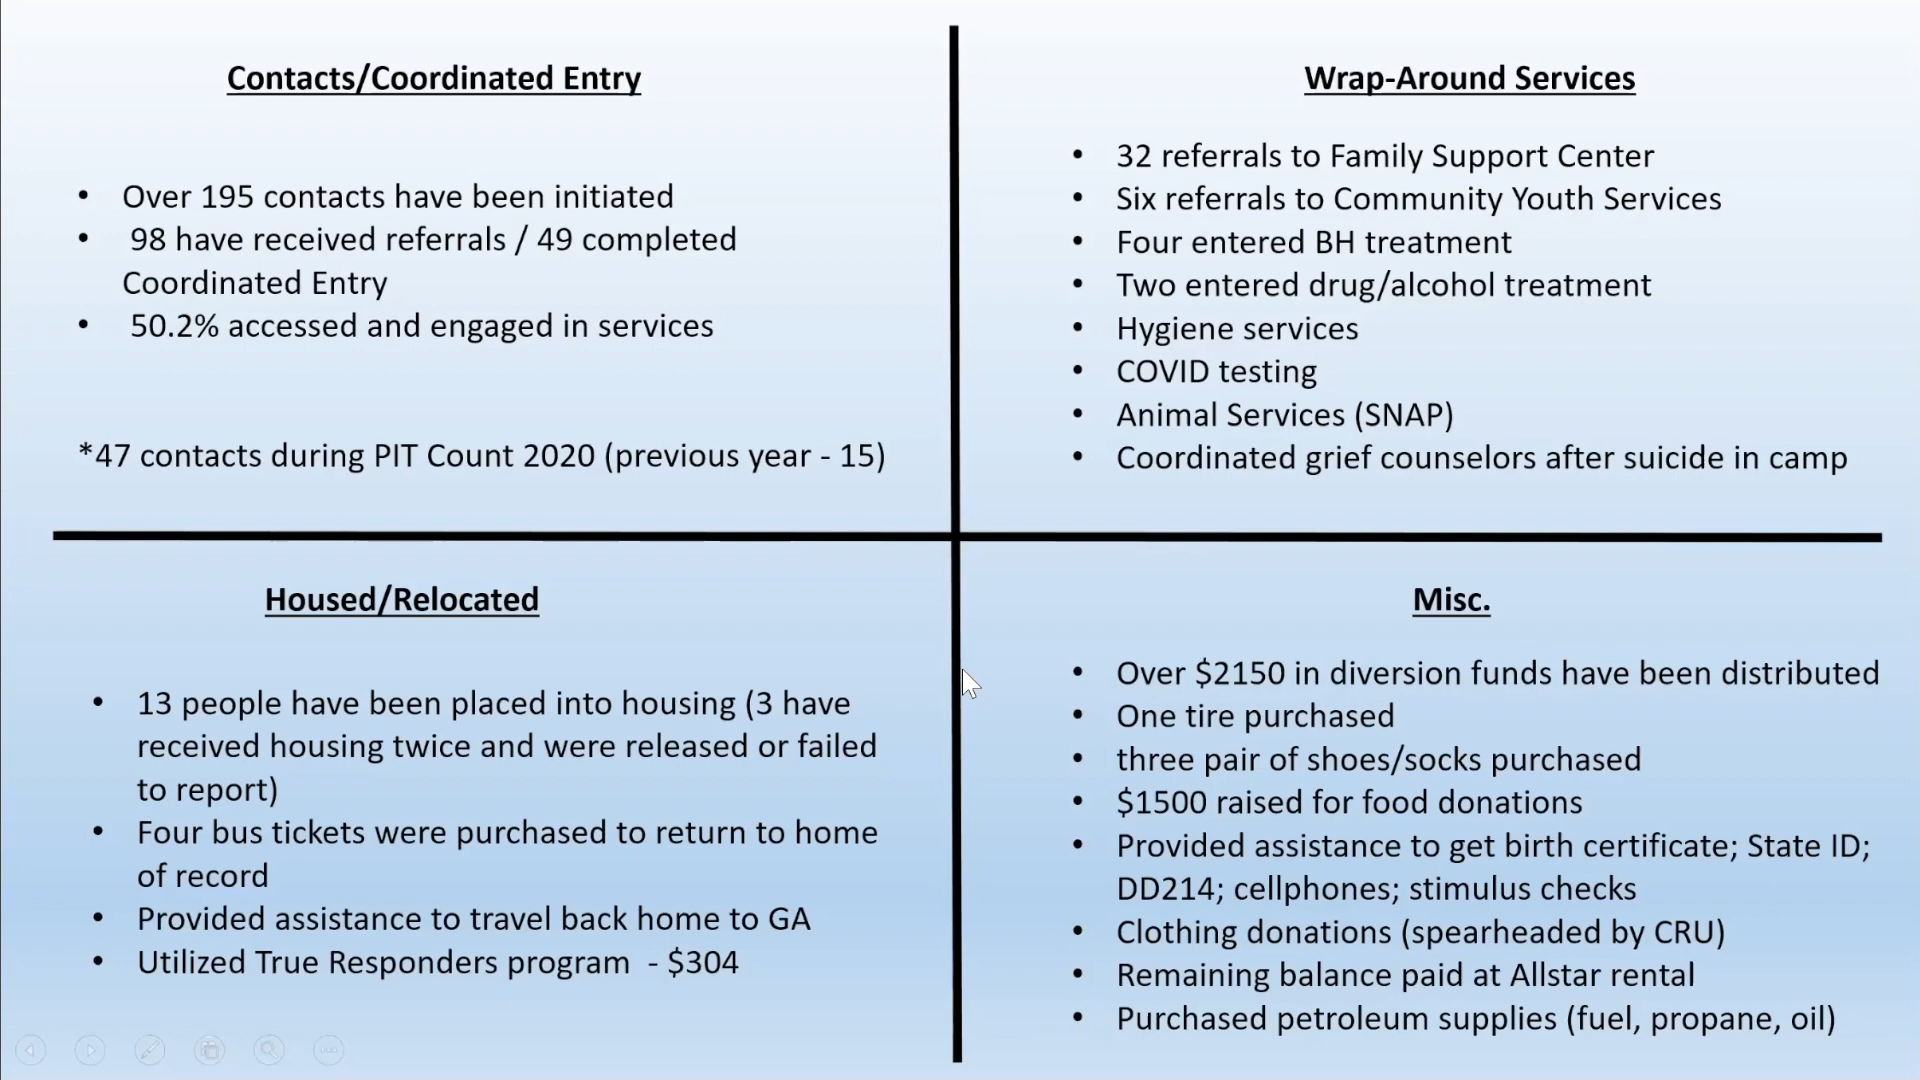 Contacts/Coordinated Entry
• Over 195 contacts have been initiated
• 98 have received referrals / 49 completed
Coordinated Entry
• 50.2% accessed and engaged in services
*47 contacts during PIT Count 2020 (previous year - 15)
Wrap-Around Services
• 32 referrals to Family Support Center
• Six referrals to Community Youth Services
• Four entered BH treatment
• Two entered drug/alcohol treatment
• Hygiene services
• COVID testing
• Animal Services (SNAP)
• Coordinated grief counselors after suicide in camp
Housed/Relocated
• 13 people have been placed into housing (3 have
received housing twice and were released or failed
to report)
• Four bus tickets were purchased to return to home
of record
• Provided assistance to travel back home to GA
• Utilized True Responders program - $304
Misc.
• Over $2150 in diversion funds have been distributed
• One tire purchased
• three pair of shoes/socks purchased
• $1500 raised for food donations
• Provided assistance to get birth certificate; State ID;
DD214; cellphones; stimulus checks
• Clothing donations (spearheaded by CRU)
• Remaining balance paid at Allstar rental
• Purchased petroleum supplies (fuel, propane, oil)